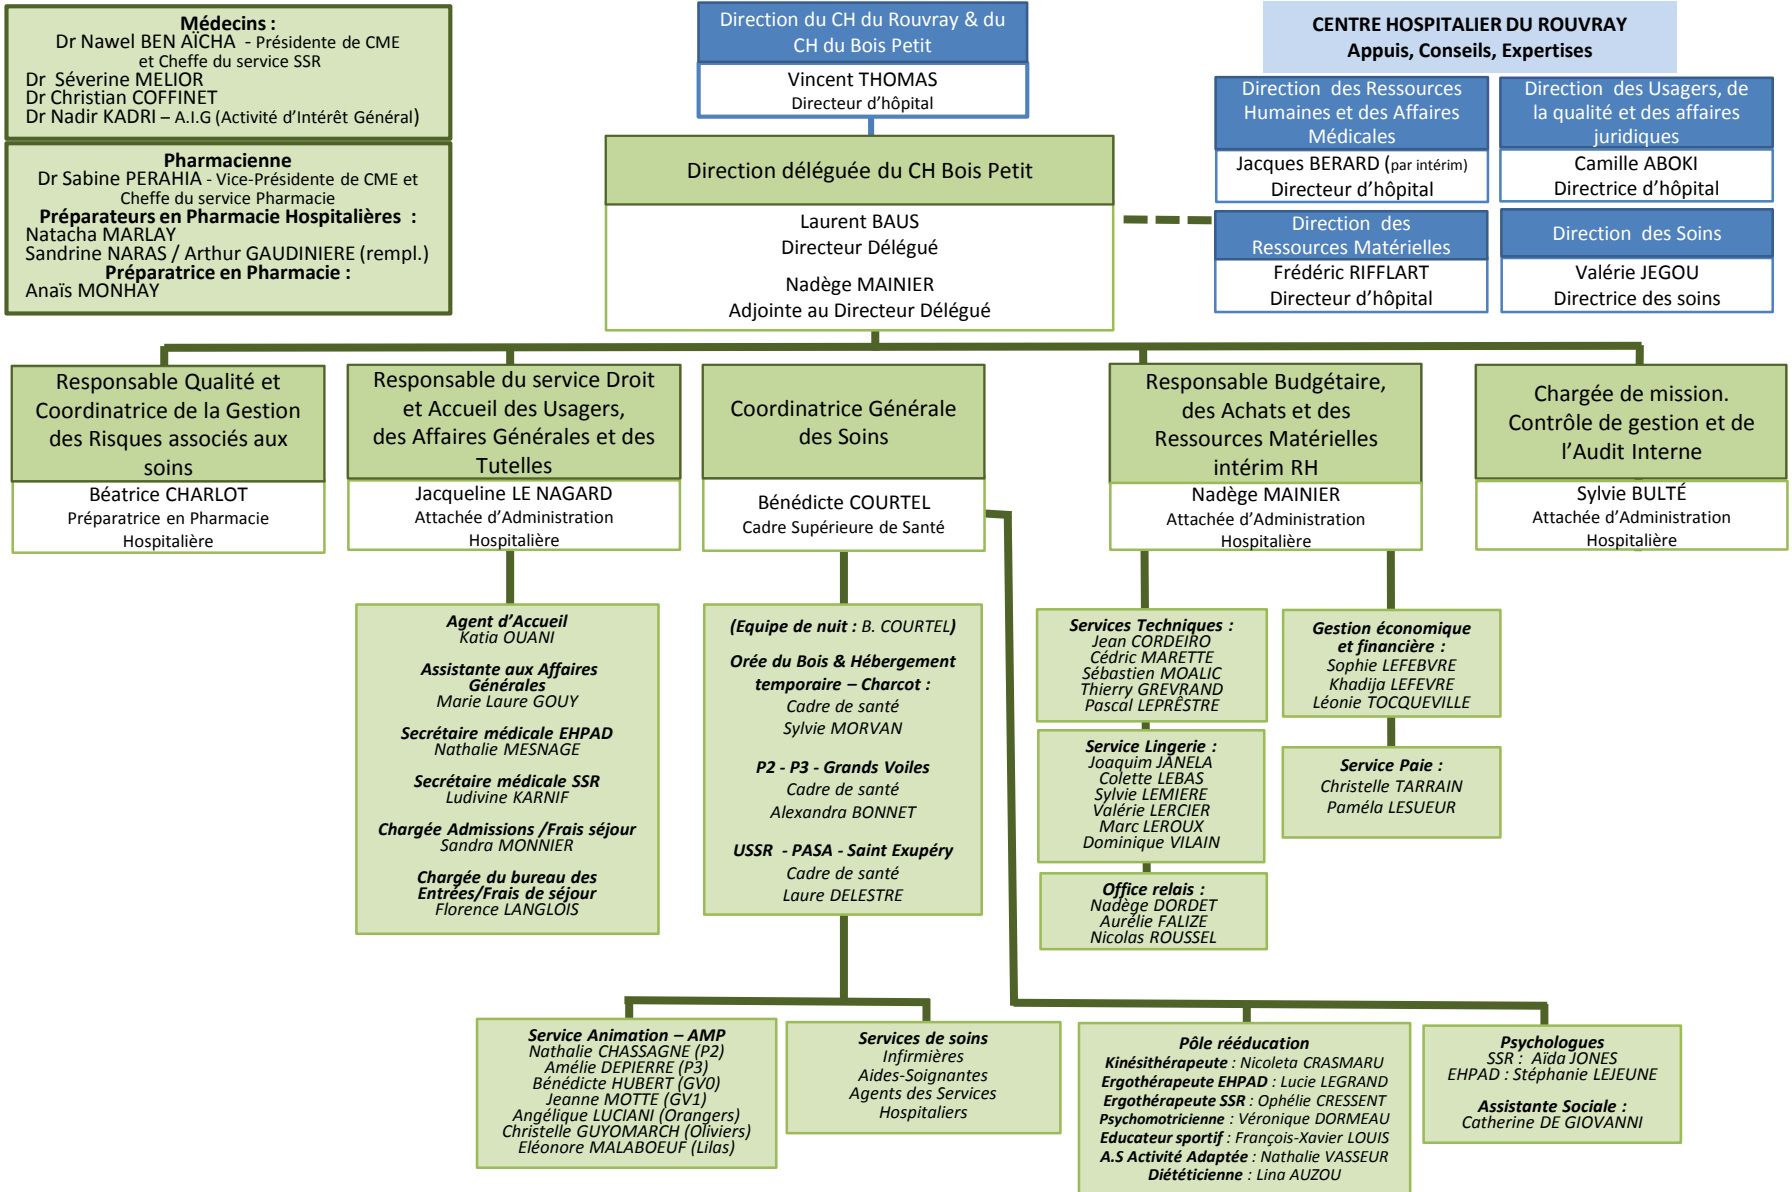 Médecins :
Dr Nawel BEN AÏCHA - Présidente de CME
et Cheffe du service SSR
Dr Séverine MELIOR
Dr Christian COFFINET
Dr Nadir KADRI – A.I.G (Activité d'Intérêt Général)
Pharmacienne
Dr Sabine PERAHIA - Vice-Présidente de CME et
Cheffe du service Pharmacie
Préparateurs en Pharmacie Hospitalières :
Natacha MARLAY
Sandrine NARAS / Arthur GAUDINIERE (rempl.)
Préparatrice en Pharmacie :
Anaïs MONHAY
Direction du CH du Rouvray & du
CH du Bois Petit
Vincent THOMAS
Directeur d'hôpital
Direction déléguée du CH Bois Petit
Laurent BAUS
Directeur Délégué
Nadège MAINIER
Adjointe au Directeur Délégué
CENTRE HOSPITALIER DU ROUVRAY
Appuis, Conseils, Expertises
Direction des Ressources
Humaines et des Affaires
Médicales
Jacques BERARD (par intérim)
Directeur d'hôpital
Direction des Usagers, de
la qualité et des affaires
juridiques
Camille ABOKI
Directrice d'hôpital
Direction des
Ressources Matérielles
Frédéric RIFFLART
Directeur d'hôpital
Direction des Soins
Valérie JEGOU
Directrice des soins
Responsable Qualité et
Coordinatrice de la Gestion
des Risques associés aux
soins
Béatrice CHARLOT
Préparatrice en Pharmacie
Hospitalière
Responsable du service Droit
et Accueil des Usagers,
des Affaires Générales et des
Tutelles
Jacqueline LE NAGARD
Attachée d'Administration
Hospitalière
Coordinatrice Générale
des Soins
Bénédicte COURTEL
Cadre Supérieure de Santé
Responsable Budgétaire,
des Achats et des
Ressources Matérielles
intérim RH
Nadège MAINIER
Attachée d'Administration
Hospitalière
Chargée de mission.
Contrôle de gestion et de
l'Audit Interne
Sylvie BULTÉ
Attachée d'Administration
Hospitalière
Agent d'Accueil
Katia OUANI
Assistante aux Affaires
Générales
Marie Laure GOUY
Secrétaire médicale EHPAD
Nathalie MESNAGE
Secrétaire médicale SSR
Ludivine KARNIF
Chargée Admissions /Frais séjour
Sandra MONNIER
Chargée du bureau des
Entrées/Frais de séjour
Florence LANGLOIS
(Equipe de nuit : B. COURTEL)
Orée du Bois & Hébergement
temporaire – Charcot :
Cadre de santé
Sylvie MORVAN
P2 - P3 - Grands Voiles
Cadre de santé
Alexandra BONNET
USSR - PASA - Saint Exupéry
Cadre de santé
Laure DELESTRE
Services Techniques :
Jean CORDEIRO
Cédric MARETTE
Sébastien MOALIC
Thierry GREVRAND
Pascal LEPRÊSTRE
Service Lingerie :
Joaquim JANELA
Colette LEBAS
Sylvie LEMIERE
Valérie LERCIER
Marc LEROUX
Dominique VILAIN
Office relais :
Nadège DORDET
Aurélie FALIZE
Nicolas ROUSSEL
Gestion économique
et financière :
Sophie LEFEBVRE
Khadija LEFEVRE
Léonie TOCQUEVILLE
Service Paie :
Christelle TARRAIN
Paméla LESUEUR
Service Animation – AMP
Nathalie CHASSAGNE (P2)
Amélie DEPIERRE (P3)
Bénédicte HUBERT (GV0)
Jeanne MOTTE (GV1)
Angélique LUCIANI (Orangers)
Christelle GUYOMARCH (Oliviers)
Eléonore MALABOEUF (Lilas)
Services de soins
Infirmières
Aides-Soignantes
Agents des Services
Hospitaliers
Pôle rééducation
Kinésithérapeute : Nicoleta CRASMARU
Ergothérapeute EHPAD : Lucie LEGRAND
Ergothérapeute SSR : Ophélie CRESSENT
Psychomotricienne : Véronique DORMEAU
Educateur sportif : François-Xavier LOUIS
A.S Activité Adaptée : Nathalie VASSEUR
Diététicienne : Lina AUZOU
Psychologues
SSR : Aïda JONES
EHPAD : Stéphanie LEJEUNE
Assistante Sociale :
Catherine DE GIOVANNI